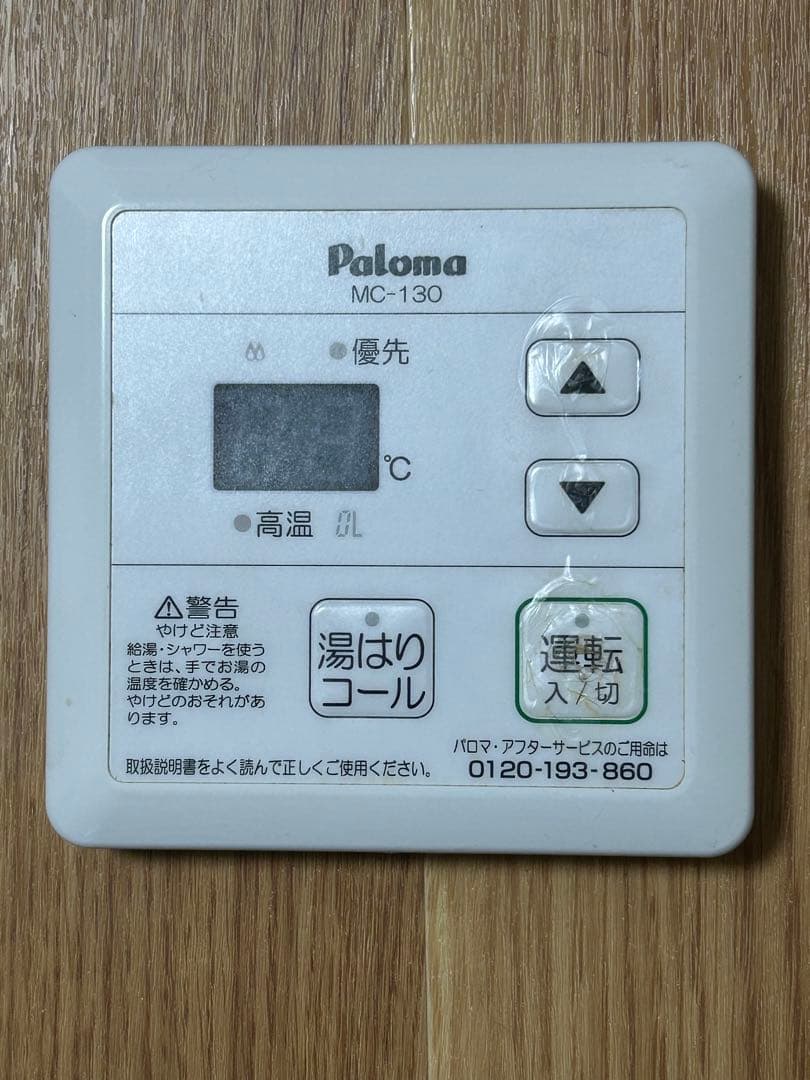 Paloma
MC-130
優先
▲
℃
▼
高温 0L
⚠警告
やけど注意
給湯・シャワーを使う
ときは、手でお湯の
温度を確かめる。
やけどのおそれがあ
ります。
湯はり
コール
運転
入/切
取扱説明書をよく読んで正しくご使用ください。
パロマ・アフターサービスのご用命は
0120-193-860